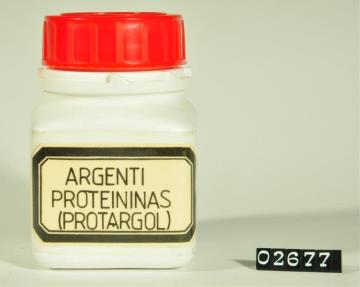 ARGENTI
PROTEININAS
(PROTARGOL)
02677